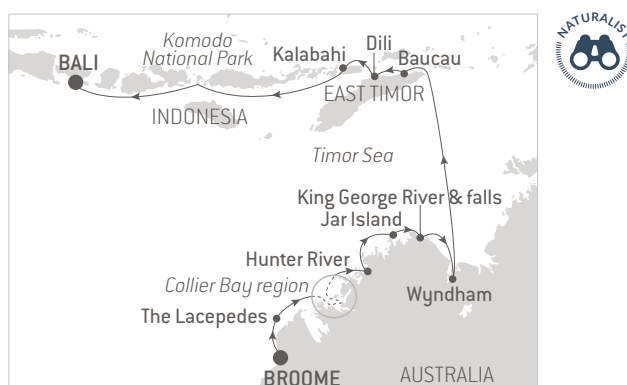 NATURALIST
Komodo
National Park
BALI
Kalabahi
Dili
Baucau
INDONESIA
EAST TIMOR
Timor Sea
King George River & falls
Jar Island
Hunter River
Collier Bay region
Wyndham
The Lacepedes
BROOME
AUSTRALIA